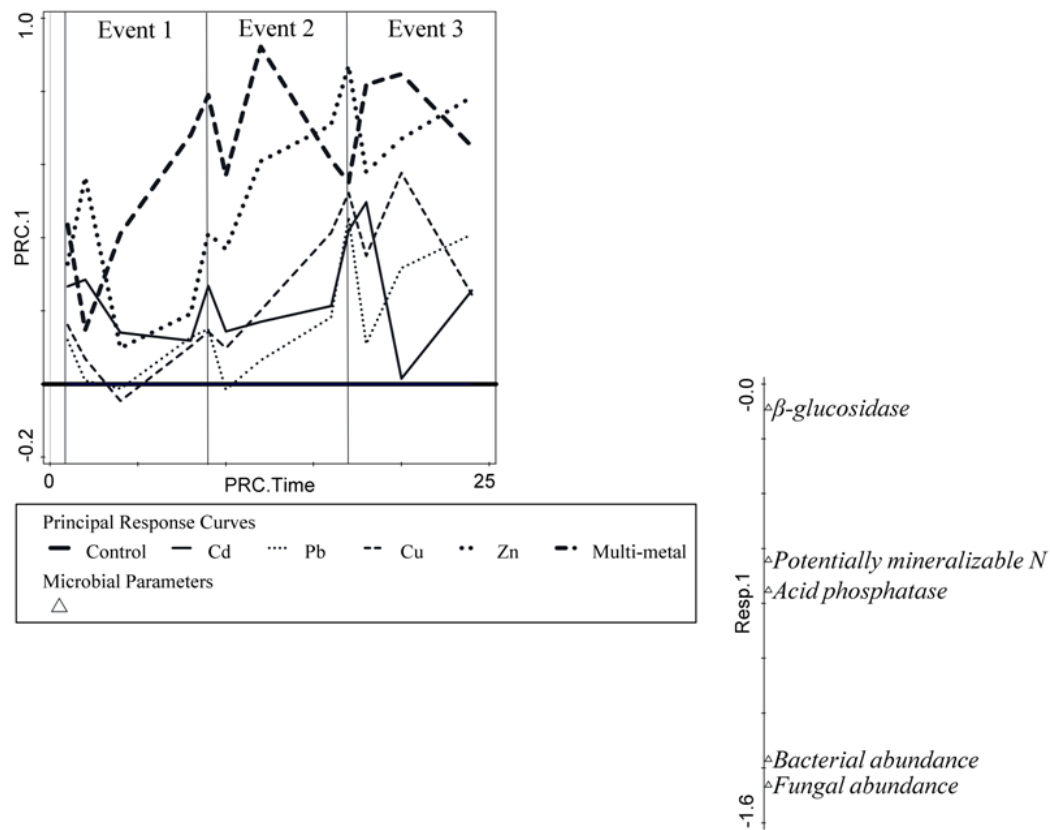 1.0
Event 1
Event 2
Event 3
PRC.1
-0.2
0
PRC.Time
25
Principal Response Curves
Control
Cd
Pb
Cu
Zn
Multi-metal
Microbial Parameters
-0.0
β-glucosidase
Potentially mineralizable N
Acid phosphatase
Resp.1
Bacterial abundance
Fungal abundance
-1.6